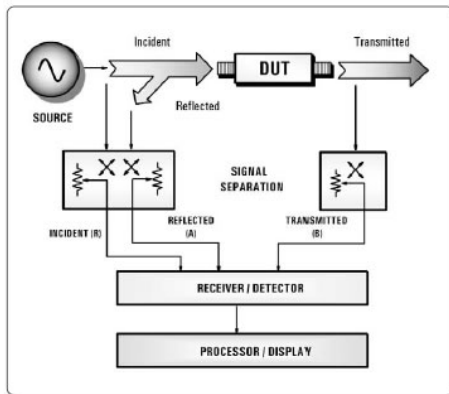 Incident
Transmitted
DUT
Reflected
SOURCE
SIGNAL
SEPARATION
INCIDENT (R)
REFLECTED
(A)
TRANSMITTED
(B)
RECEIVER / DETECTOR
PROCESSOR / DISPLAY